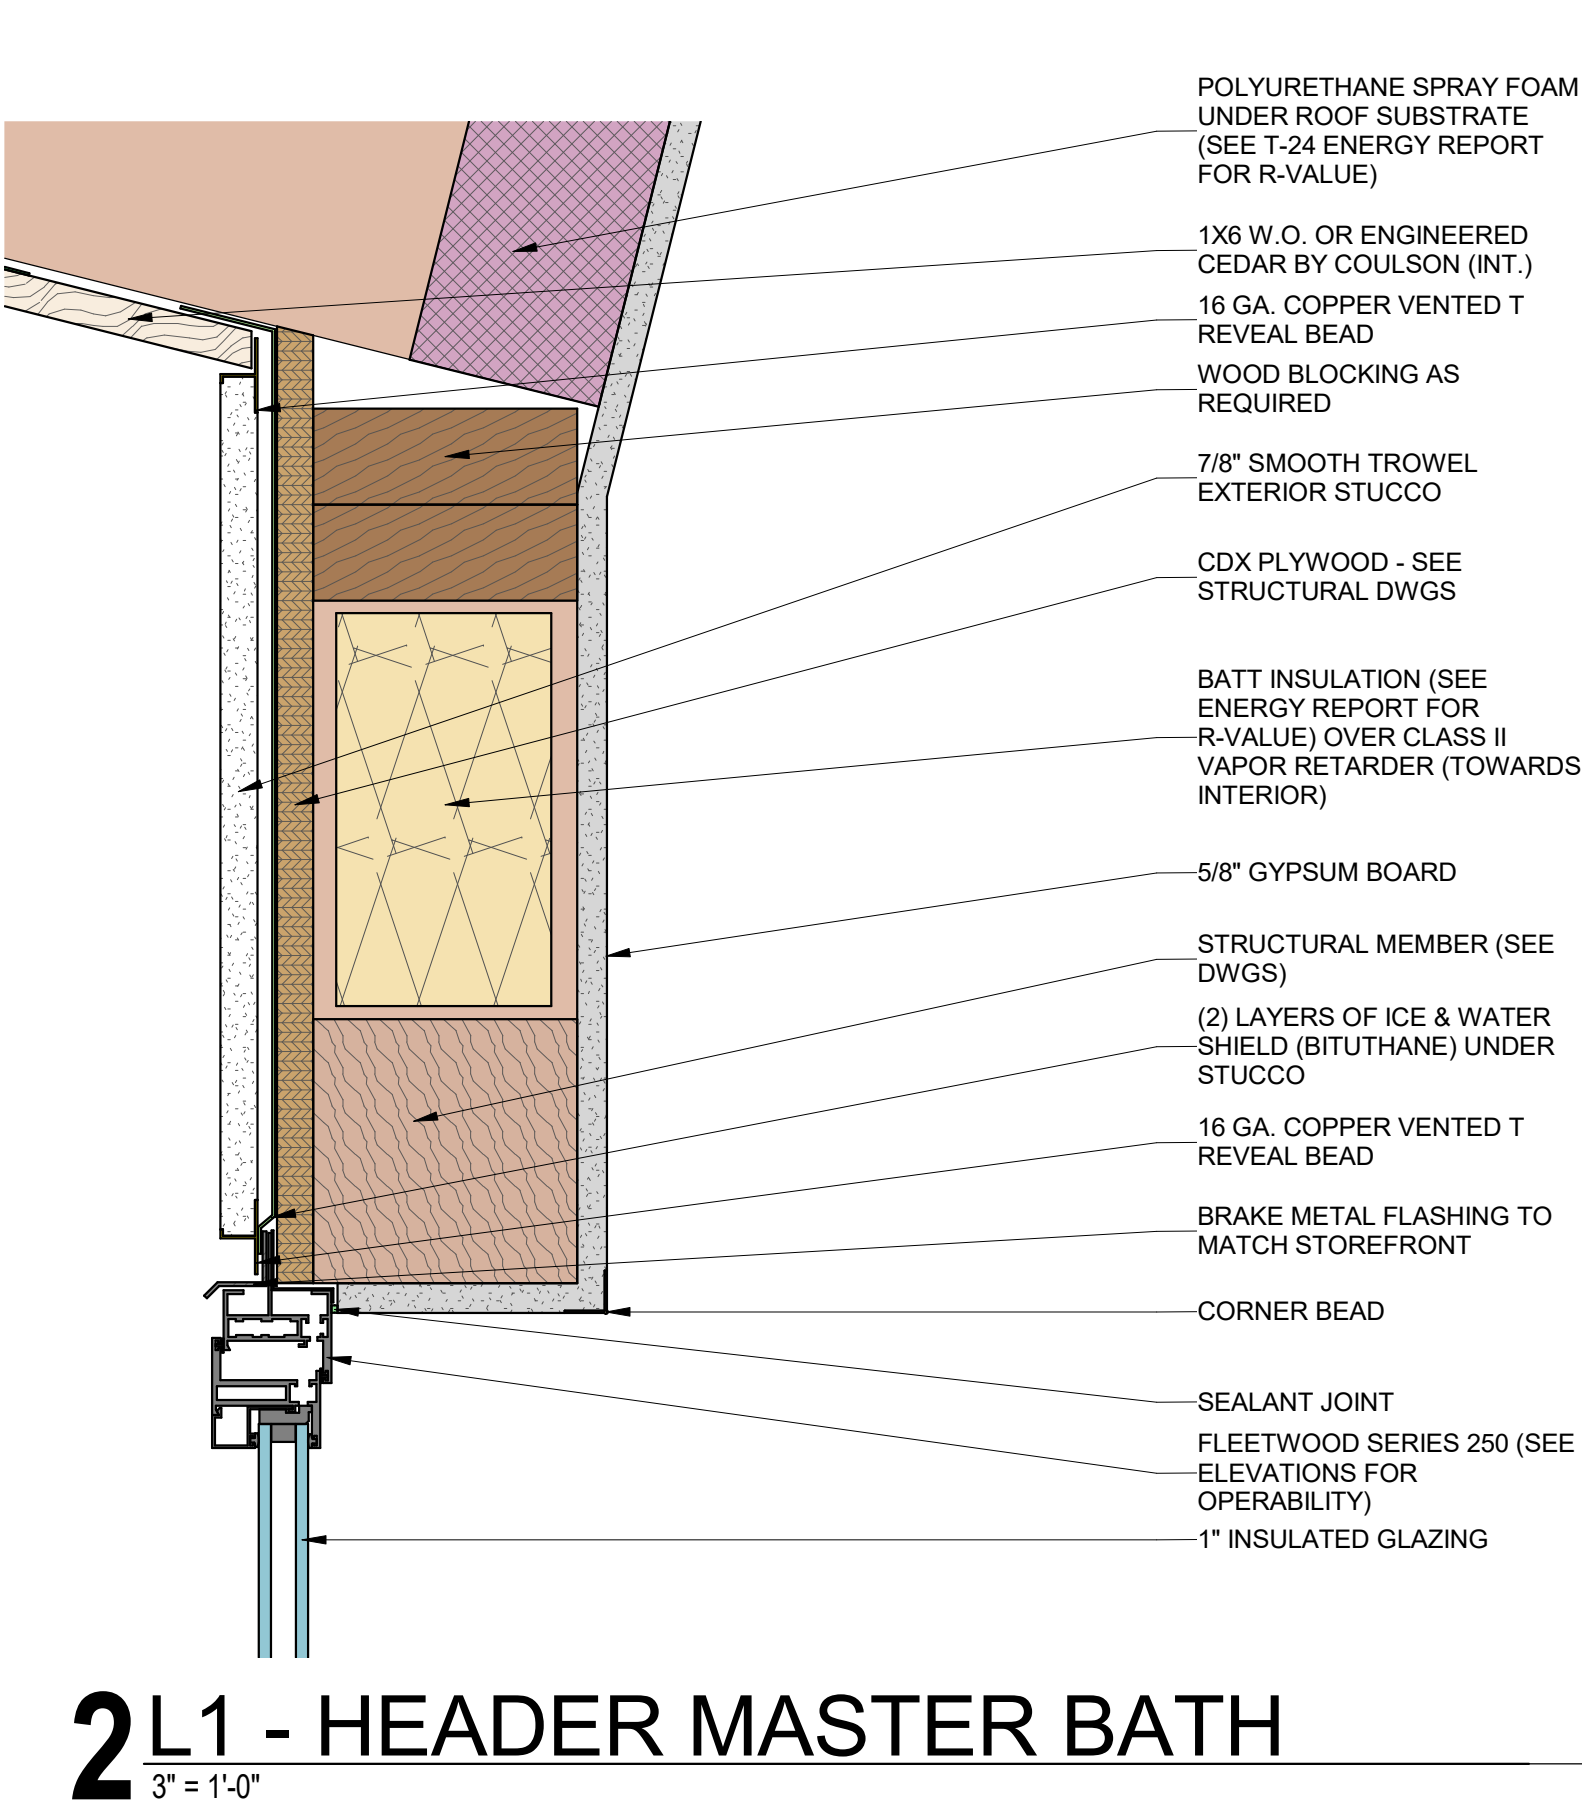 POLYURETHANE SPRAY FOAM
UNDER ROOF SUBSTRATE
(SEE T-24 ENERGY REPORT
FOR R-VALUE)
1X6 W.O. OR ENGINEERED
CEDAR BY COULSON (INT.)
16 GA. COPPER VENTED T
REVEAL BEAD
WOOD BLOCKING AS
REQUIRED
7/8" SMOOTH TROWEL
EXTERIOR STUCCO
CDX PLYWOOD - SEE
STRUCTURAL DWGS
BATT INSULATION (SEE
ENERGY REPORT FOR
R-VALUE) OVER CLASS II
VAPOR RETARDER (TOWARDS
INTERIOR)
5/8" GYPSUM BOARD
STRUCTURAL MEMBER (SEE
DWGS)
(2) LAYERS OF ICE & WATER
SHIELD (BITUTHANE) UNDER
STUCCO
16 GA. COPPER VENTED T
REVEAL BEAD
BRAKE METAL FLASHING TO
MATCH STOREFRONT
CORNER BEAD
SEALANT JOINT
FLEETWOOD SERIES 250 (SEE
ELEVATIONS FOR
OPERABILITY)
1" INSULATED GLAZING
2 L1 - HEADER MASTER BATH
3" = 1'-0"